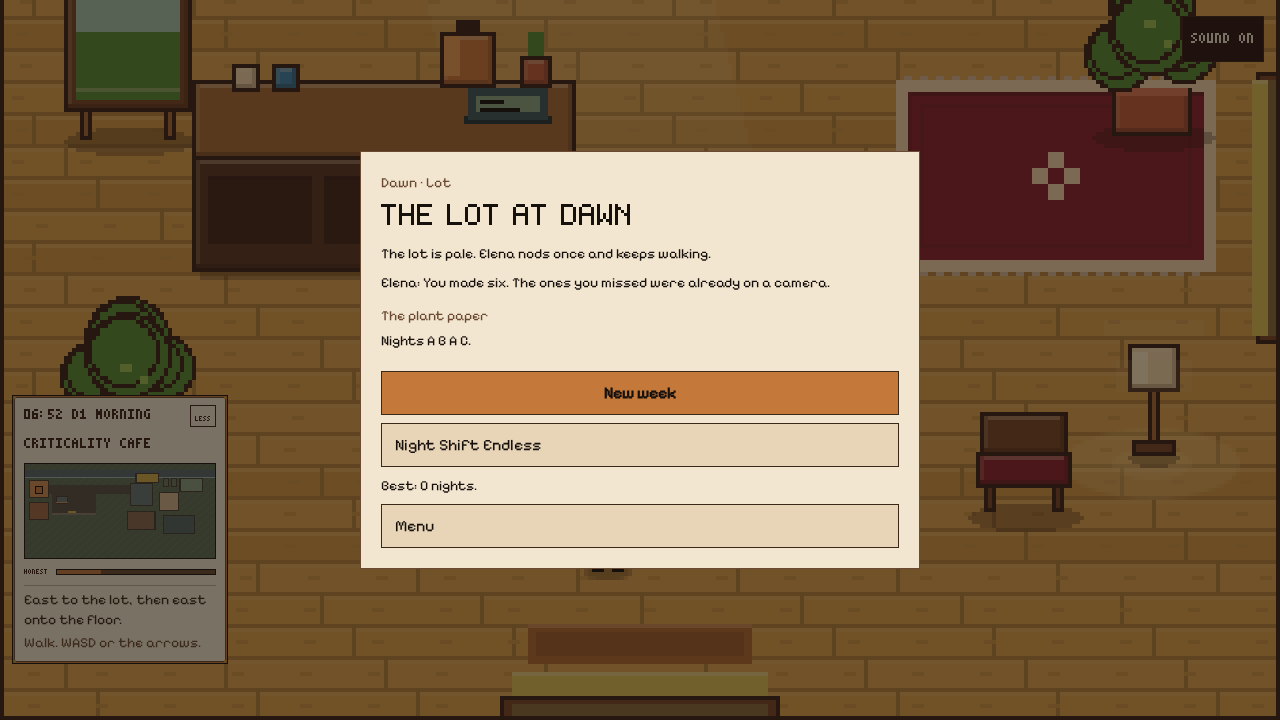 SOUND ON
Dawn · Lot
THE LOT AT DAWN
The lot is pale. Elena nods once and keeps walking.
Elena: You made six. The ones you missed were already on a camera.
The plant paper
Nights A B A C.
New week
Night Shift Endless
Best: 0 nights.
Menu
06:52 D1 MORNING
LESS
CRITICALITY CAFE
HONEST
East to the lot, then east
onto the floor.
Walk. WASD or the arrows.